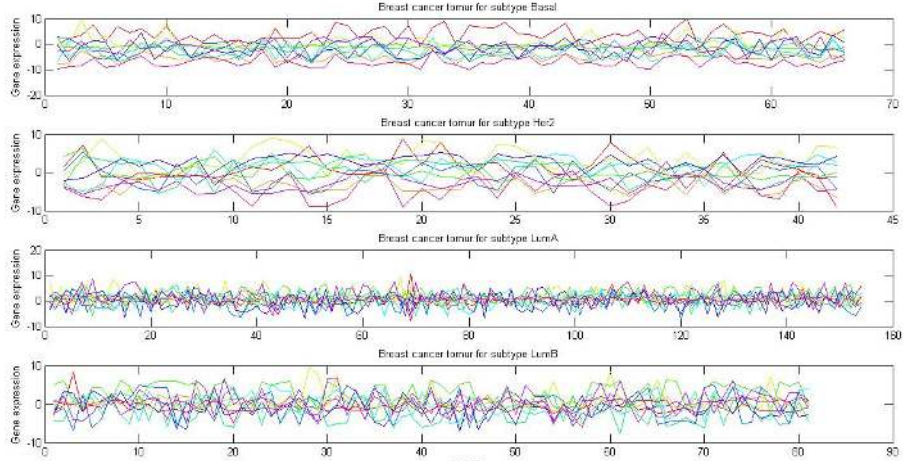 Breast cancer tomur for subtype Basal
Gene expression
10
0
-10
-20
0 10 20 30 40 50 60 70
Breast cancer tomur for subtype Her2
Gene expression
10
0
-10
0 5 10 15 20 25 30 35 40 45
Breast cancer tomur for subtype LumA
Gene expression
20
10
0
-10
0 20 40 60 80 100 120 140 160
Breast cancer tomur for subtype LumB
Gene expression
10
0
-10
0 10 20 30 40 50 60 70 80 90